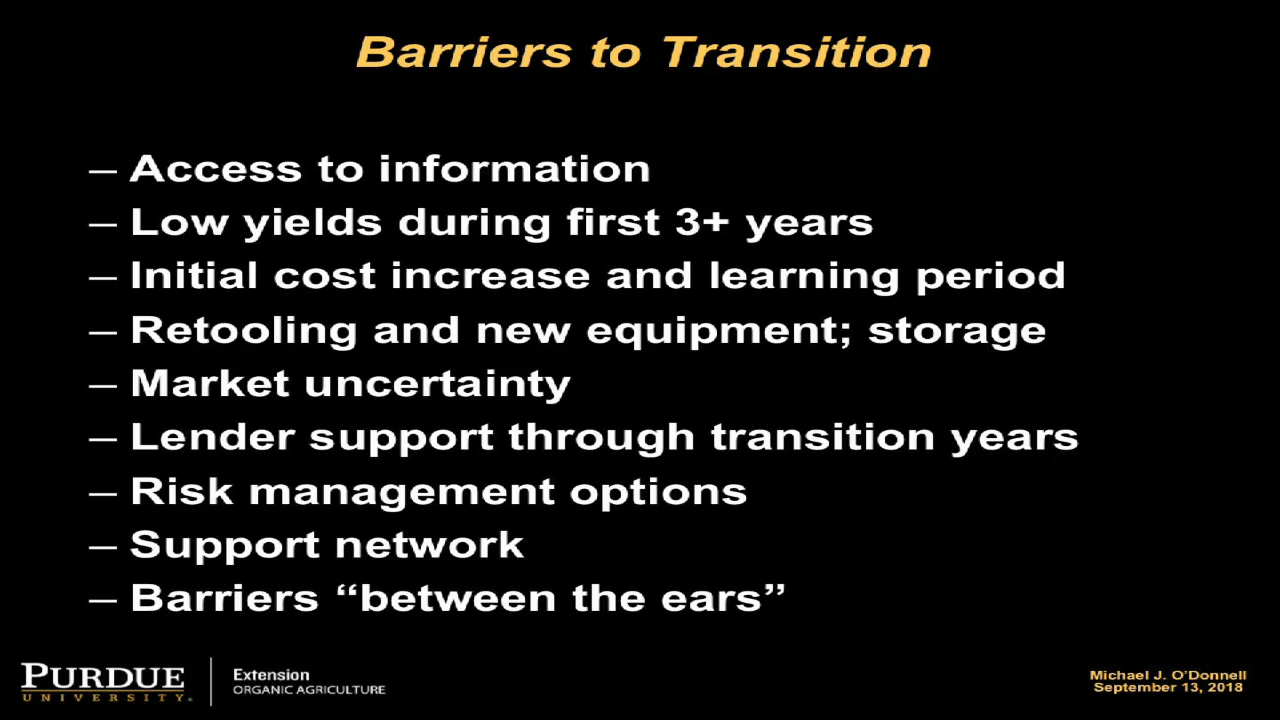 Barriers to Transition
– Access to information
– Low yields during first 3+ years
– Initial cost increase and learning period
– Retooling and new equipment; storage
– Market uncertainty
– Lender support through transition years
– Risk management options
– Support network
– Barriers “between the ears”
PURDUE
UNIVERSITY.
Extension
ORGANIC AGRICULTURE
Michael J. O’Donnell
September 13, 2018